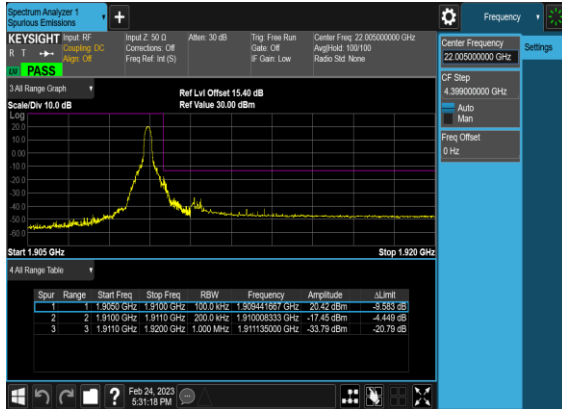 Spectrum Analyzer 1
Spurious Emissions
+
Frequency
KEYSIGHT
Input: RF
Input Z: 50 Ω
Atten: 30 dB
Trig: Free Run
Center Freq: 22.005000000 GHz
R T
Coupling: DC
Corrections: Off
Gate: Off
Avg|Hold: 100/100
Align: Off
Freq Ref: Int (S)
IF Gain: Low
Radio Std: None
PASS
3 All Range Graph
Ref Lvl Offset 15.40 dB
Scale/Div 10.0 dB
Ref Value 30.00 dBm
Log
20.0
10.0
0.00
-10.0
-20.0
-30.0
-40.0
-50.0
-60.0
Start 1.905 GHz
Stop 1.920 GHz
4 All Range Table
Spur Range Start Freq Stop Freq RBW Frequency Amplitude ΔLimit
1 1 1.9050 GHz 1.9100 GHz 100.0 kHz 1.909441667 GHz 20.42 dBm -9.583 dB
2 2 1.9100 GHz 1.9110 GHz 200.0 kHz 1.910008333 GHz -17.45 dBm -4.449 dB
3 3 1.9110 GHz 1.9200 GHz 1.000 MHz 1.911135000 GHz -33.79 dBm -20.79 dB
Center Frequency
22.005000000 GHz
Settings
CF Step
4.399000000 GHz
Auto
Man
Freq Offset
0 Hz
?
Feb 24, 2023
5:31:18 PM